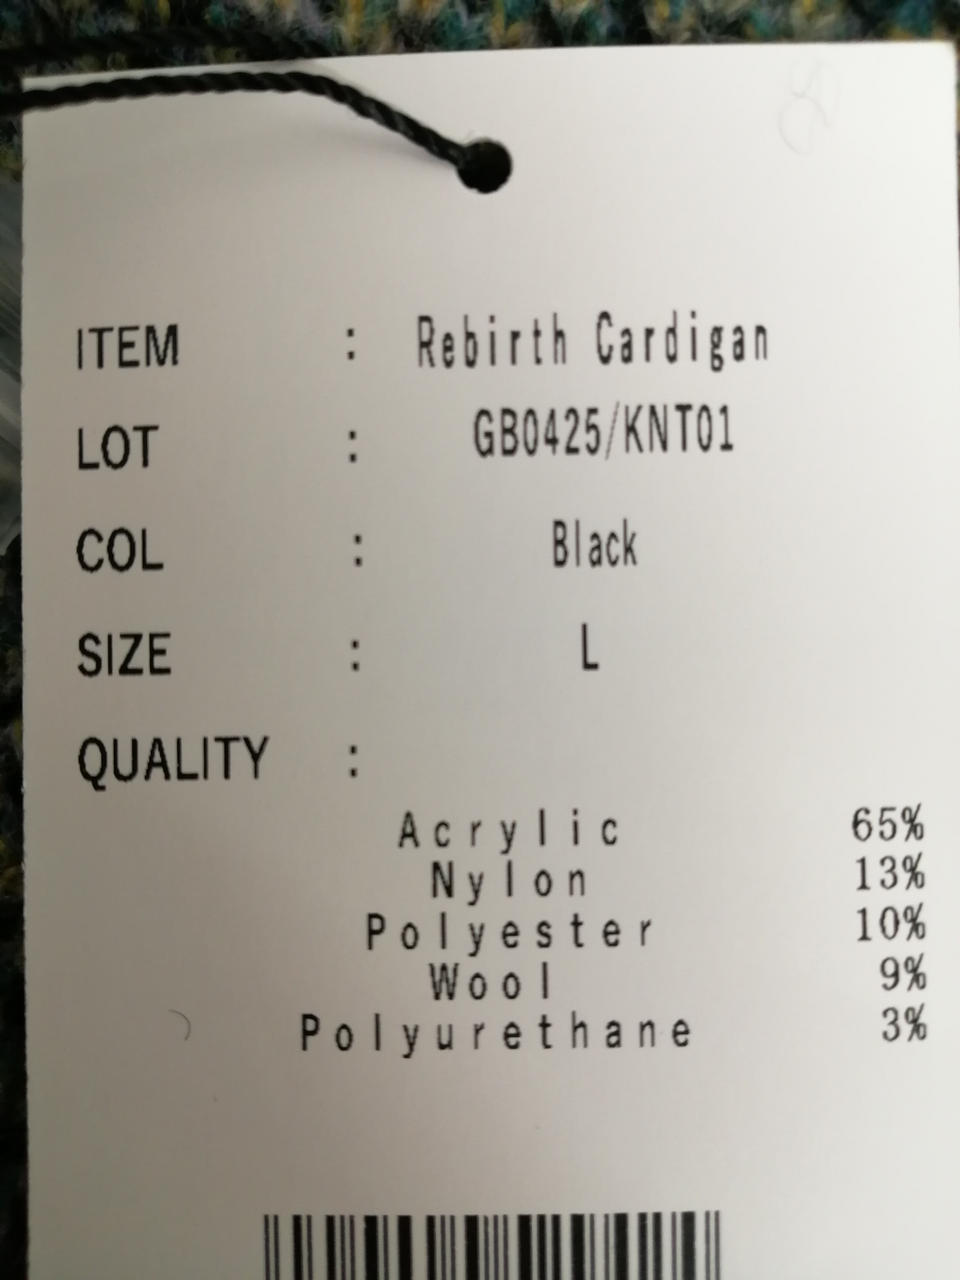 ITEM : Rebirth Cardigan
LOT : GB0425/KNT01
COL : Black
SIZE : L
QUALITY :
Acrylic 65%
Nylon 13%
Polyester 10%
Wool 9%
Polyurethane 3%